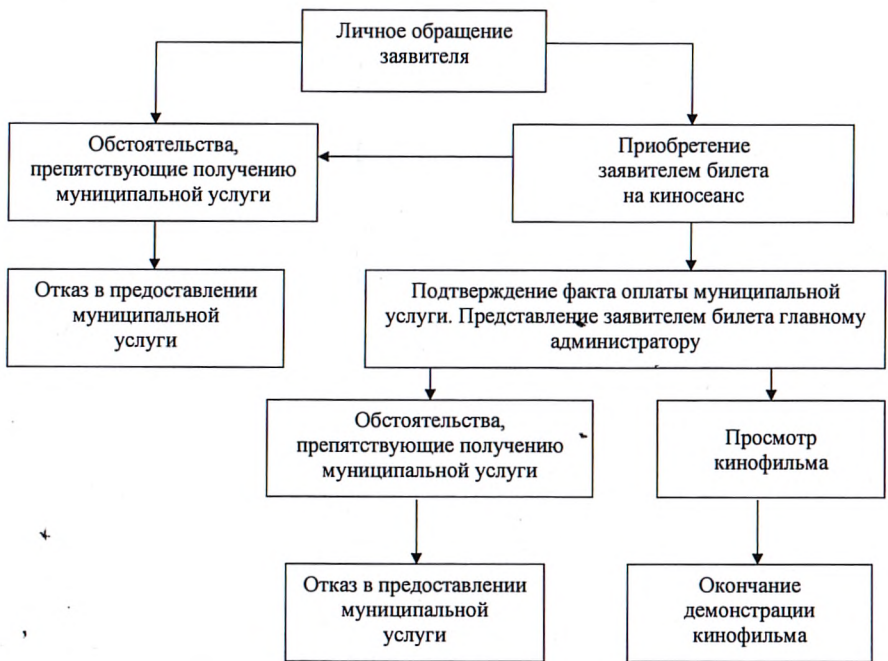 Личное обращение
заявителя
Обстоятельства,
препятствующие получению
муниципальной услуги
Приобретение
заявителем билета
на киносеанс
Отказ в предоставлении
муниципальной
услуги
Подтверждение факта оплаты муниципальной
услуги. Представление заявителем билета главному
администратору
Обстоятельства,
препятствующие получению
муниципальной услуги
Просмотр
кинофильма
Отказ в предоставлении
муниципальной
услуги
Окончание
демонстрации
кинофильма